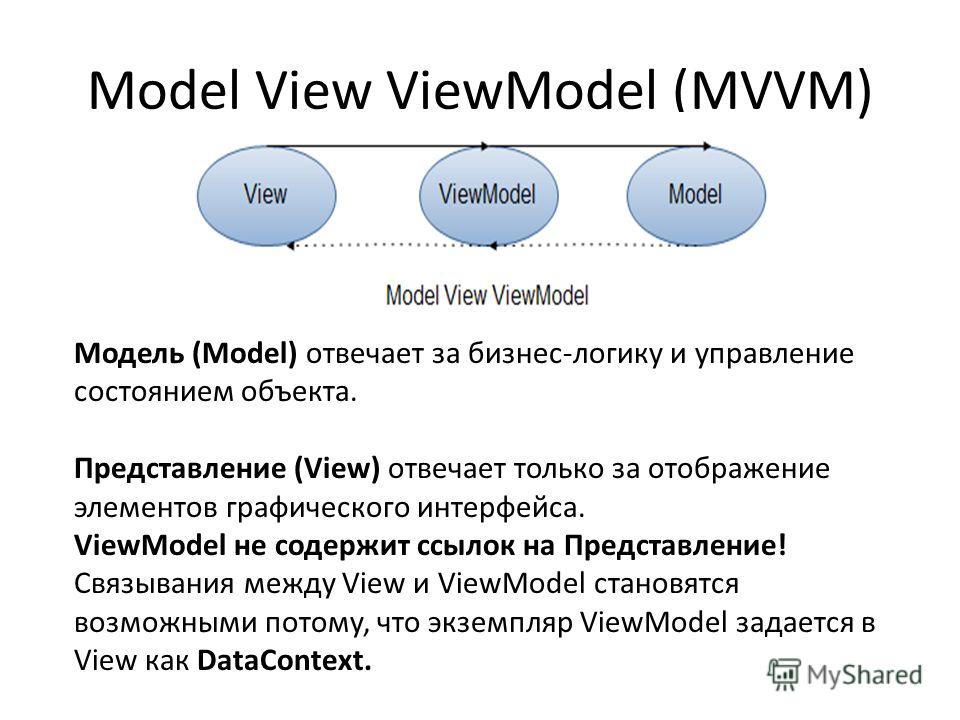 Model View ViewModel (MVVM)
View ViewModel Model
Model View ViewModel
Модель (Model) отвечает за бизнес-логику и управление
состоянием объекта.
Представление (View) отвечает только за отображение
элементов графического интерфейса.
ViewModel не содержит ссылок на Представление!
Связывания между View и ViewModel становятся
возможными потому, что экземпляр ViewModel задается в
View как DataContext.
MyShared